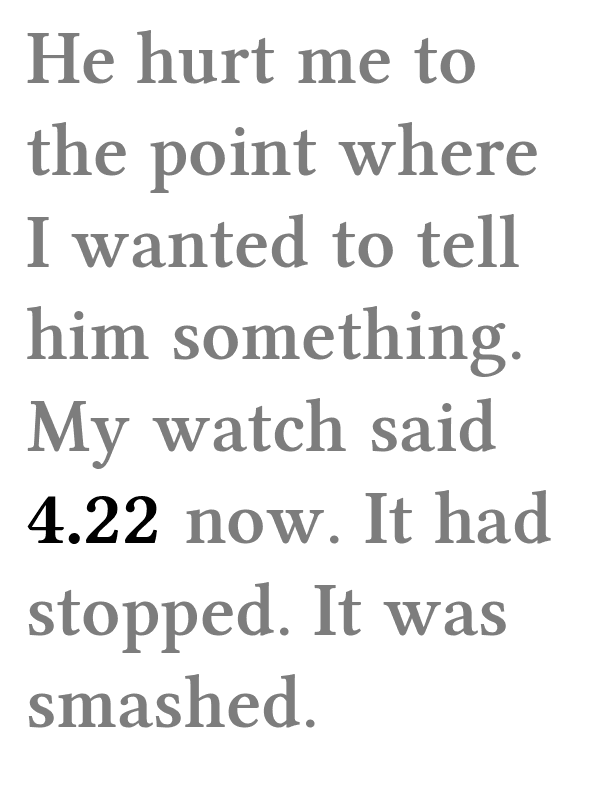 He hurt me to
the point where
I wanted to tell
him something.
My watch said
4.22 now. It had
stopped. It was
smashed.